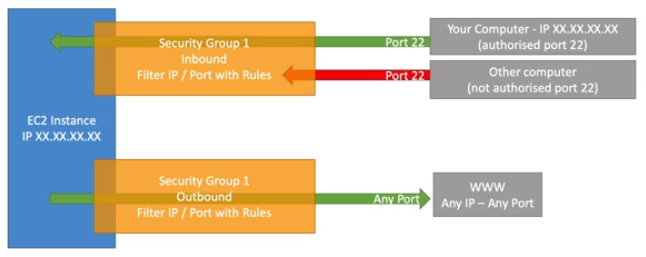 EC2 Instance
IP XX.XX.XX.XX
Security Group 1
Inbound
Filter IP / Port with Rules
Port 22
Your Computer - IP XX.XX.XX.XX
(authorised port 22)
Port 22
Other computer
(not authorised port 22)
Security Group 1
Outbound
Filter IP / Port with Rules
Any Port
WWW
Any IP – Any Port